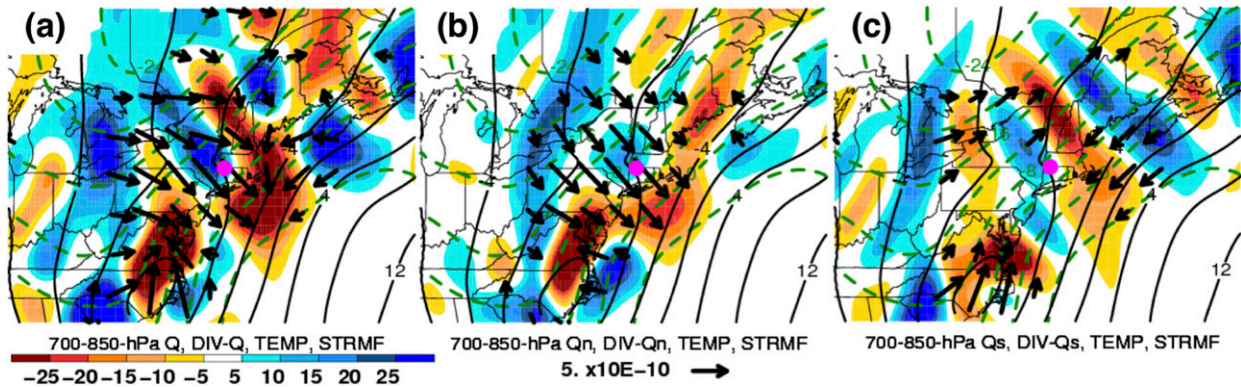 (a) (b) (c)
-24 -24 -24
-4 -4 -4
4 4 4
-8
12 12 12
700-850-hPa Q, DIV-Q, TEMP, STRMF 700-850-hPa Qn, DIV-Qn, TEMP, STRMF 700-850-hPa Qs, DIV-Qs, TEMP, STRMF
-25 -20 -15 -10 -5 5 10 15 20 25 5. x10E-10